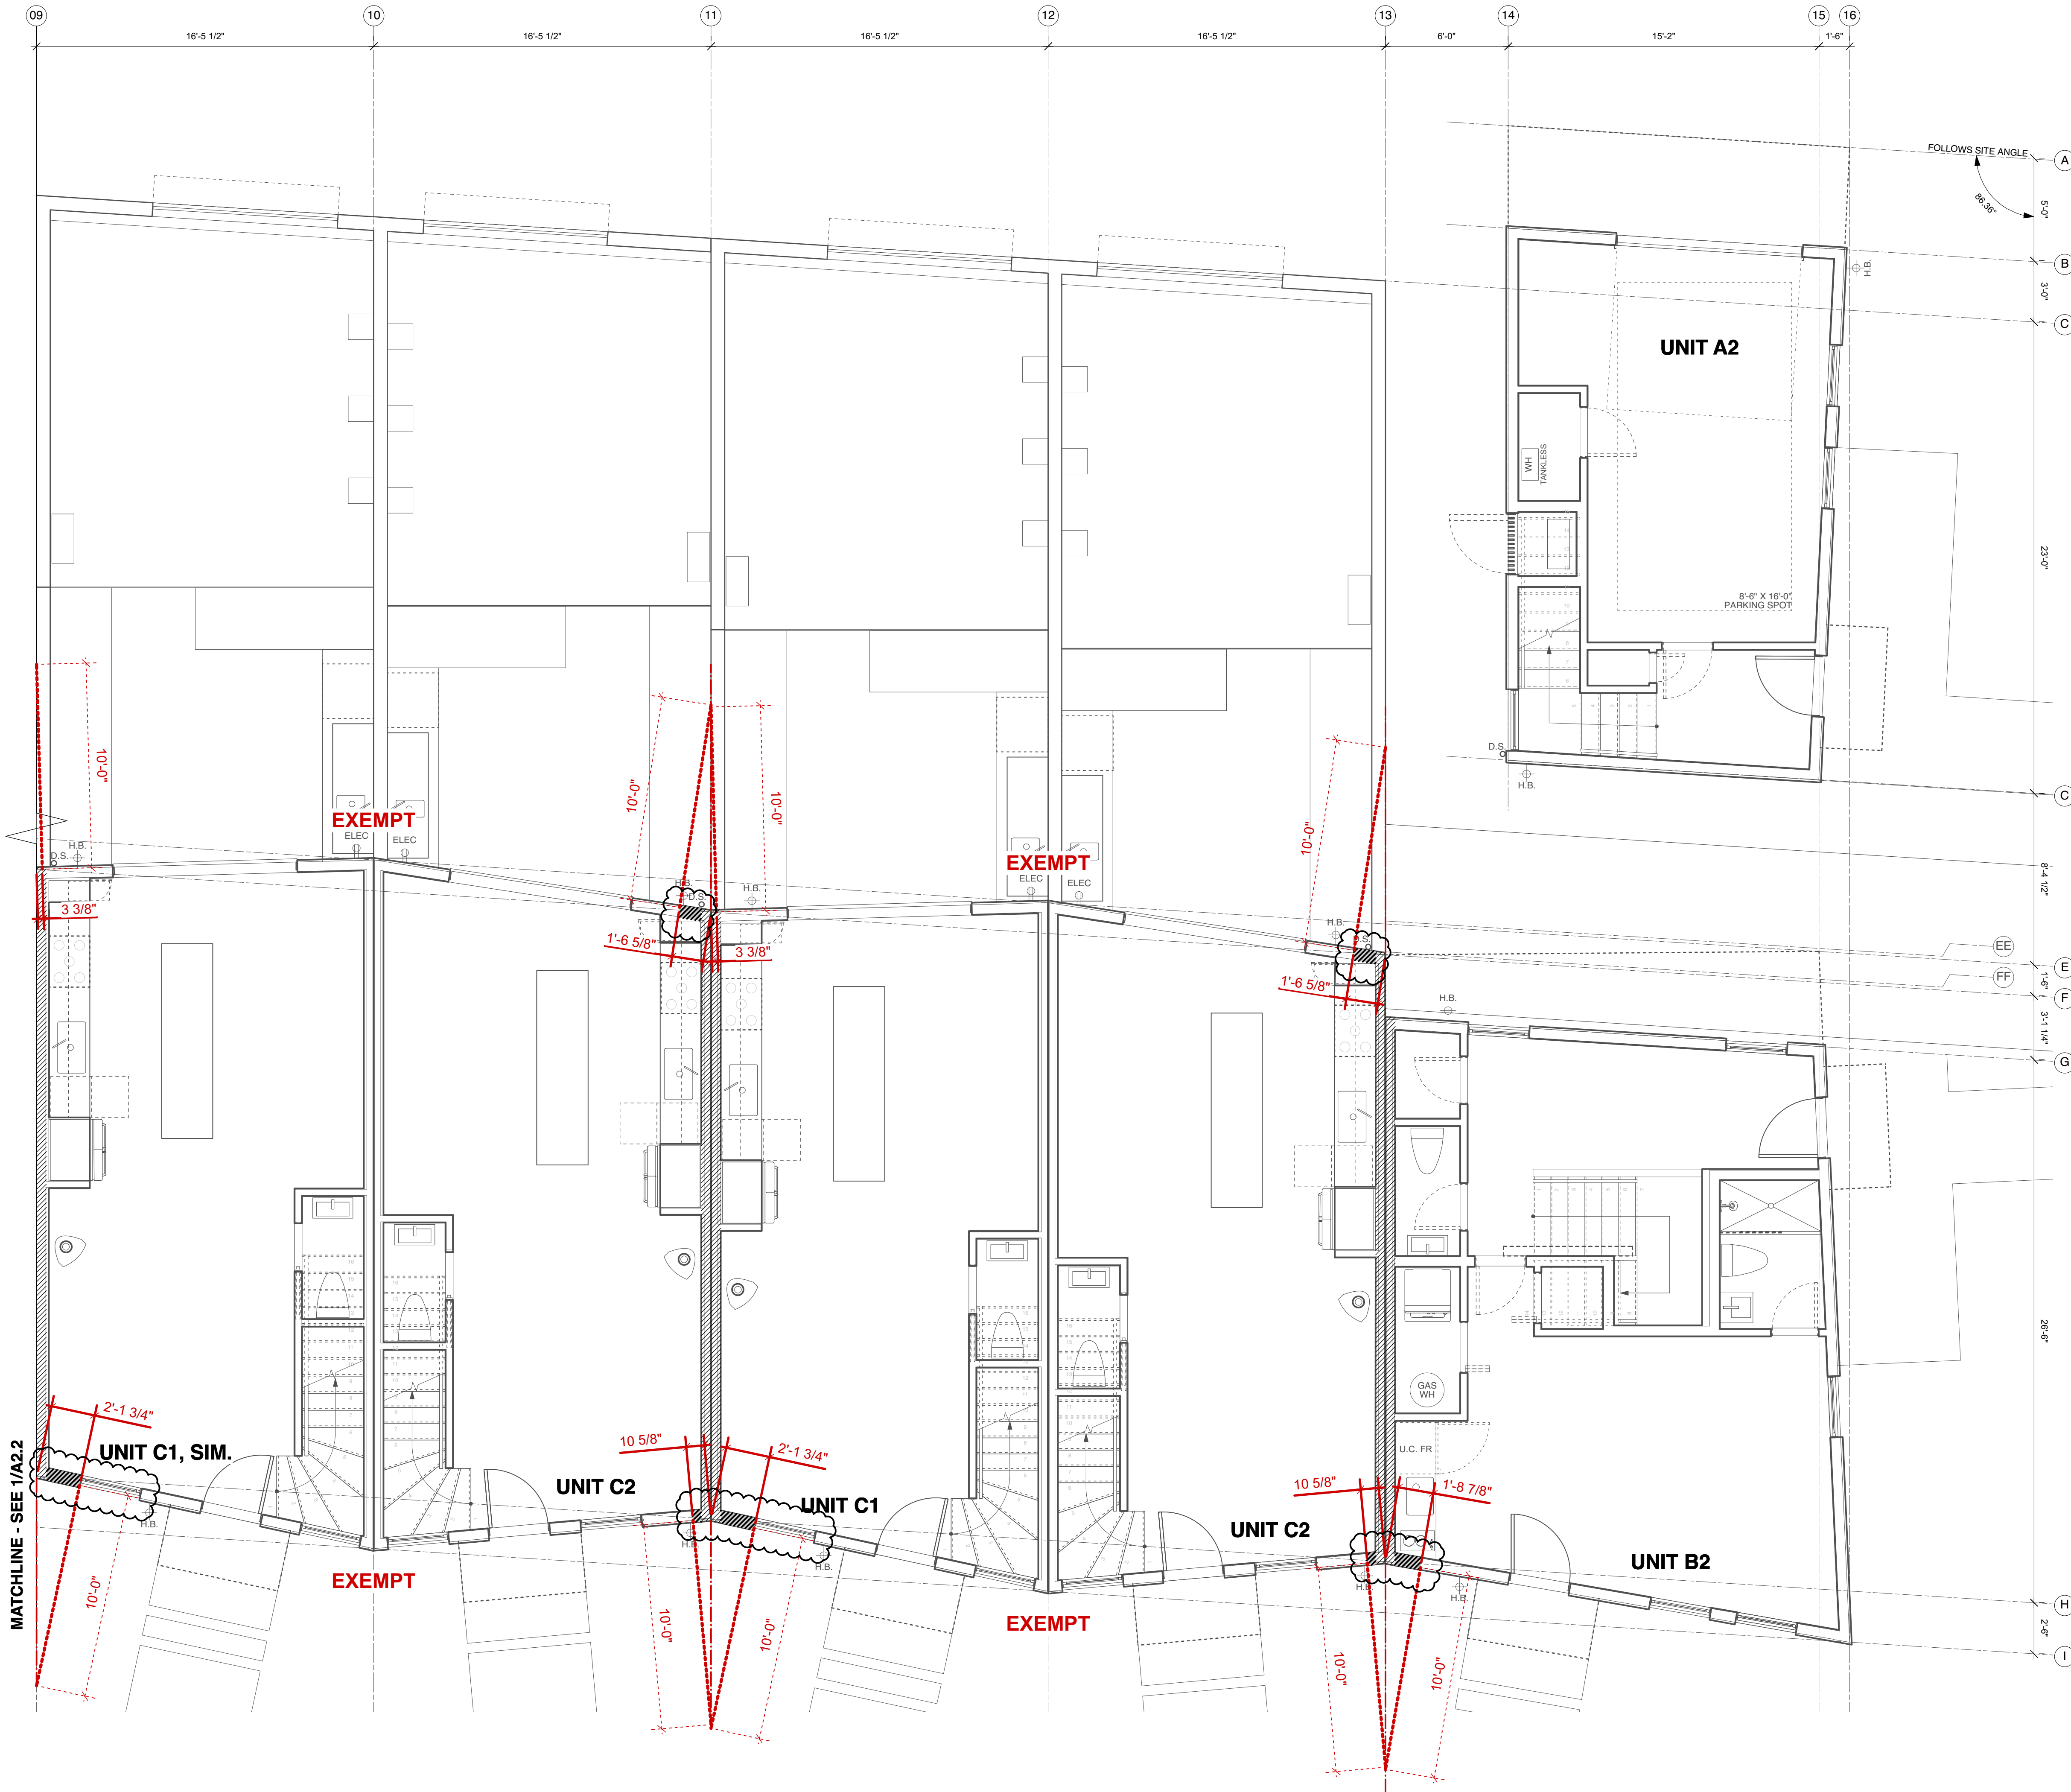 09
10
11
12
13
14
15
16
16'-5 1/2"
16'-5 1/2"
16'-5 1/2"
16'-5 1/2"
6'-0"
15'-2"
1'-6"
FOLLOWS SITE ANGLE
86.36°
A
5'-0"
B
3'-0"
C
23'-0"
C
8'-4 1/2"
EE
E
1'-6"
FF
F
3'-1 1/4"
G
26'-6"
H
2'-6"
I
H.B.
UNIT A2
WH
TANKLESS
8'-6" X 16'-0"
PARKING SPOT
D.S.
H.B.
10'-0"
10'-0"
10'-0"
10'-0"
EXEMPT
ELEC
ELEC
EXEMPT
ELEC
ELEC
H.B.
D.S.
H.B.
D.S.
H.B.
H.B.
D.S.
3 3/8"
1'-6 5/8"
3 3/8"
1'-6 5/8"
H.B.
GAS
WH
U.C. FR
2'-1 3/4"
10 5/8"
2'-1 3/4"
10 5/8"
1'-8 7/8"
MATCHLINE - SEE 1/A2.2
UNIT C1, SIM.
UNIT C2
UNIT C1
UNIT C2
UNIT B2
H.B.
H.B.
H.B.
H.B.
H.B.
EXEMPT
EXEMPT
10'-0"
10'-0"
10'-0"
10'-0"
10'-0"